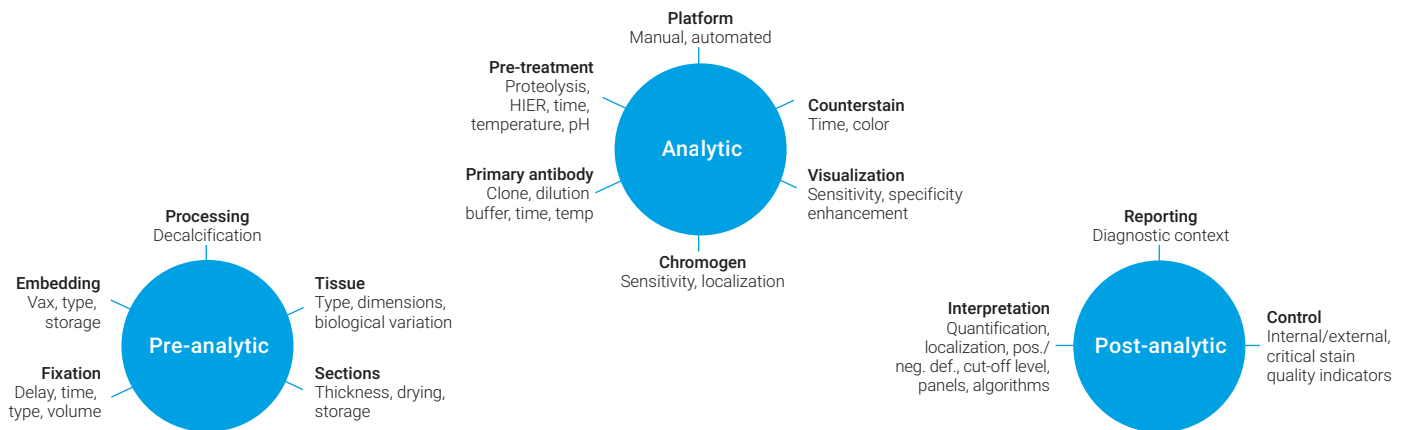 Processing
Decalcification
Embedding
Vax, type,
storage
Tissue
Type, dimensions,
biological variation
Pre-analytic
Fixation
Delay, time,
type, volume
Sections
Thickness, drying,
storage
Platform
Manual, automated
Pre-treatment
Proteolysis,
HIER, time,
temperature, pH
Counterstain
Time, color
Analytic
Primary antibody
Clone, dilution
buffer, time, temp
Visualization
Sensitivity, specificity
enhancement
Chromogen
Sensitivity, localization
Reporting
Diagnostic context
Interpretation
Quantification,
localization, pos./
neg. def., cut-off level,
panels, algorithms
Post-analytic
Control
Internal/external,
critical stain
quality indicators